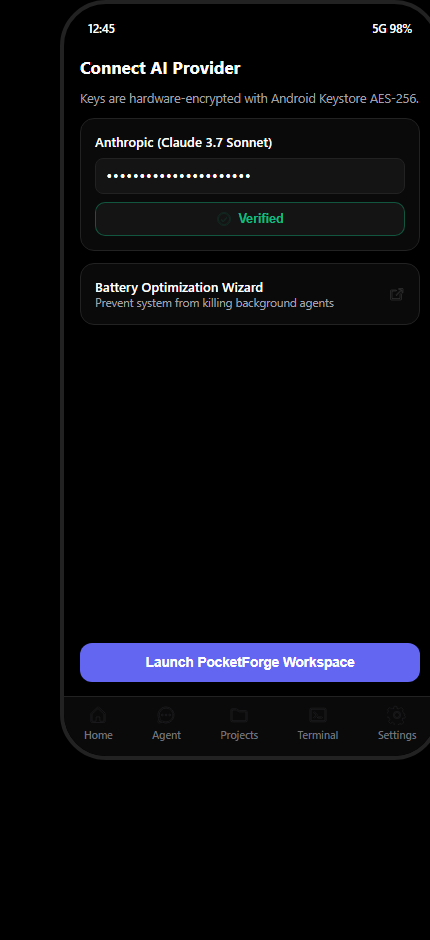 12:45 5G 98%
Connect AI Provider
Keys are hardware-encrypted with Android Keystore AES-256.
Anthropic (Claude 3.7 Sonnet)
••••••••••••••••••••••
Verified
Battery Optimization Wizard
Prevent system from killing background agents
Launch PocketForge Workspace
Home Agent Projects Terminal Settings